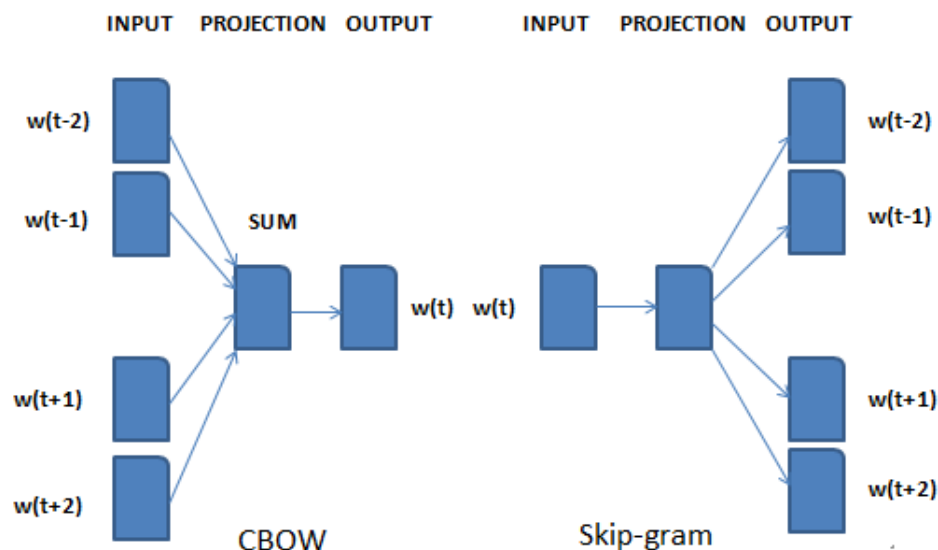 INPUT PROJECTION OUTPUT INPUT PROJECTION OUTPUT
w(t-2) w(t-2)
w(t-1) SUM w(t-1)
w(t) w(t)
w(t+1) w(t+1)
w(t+2) w(t+2)
CBOW Skip-gram